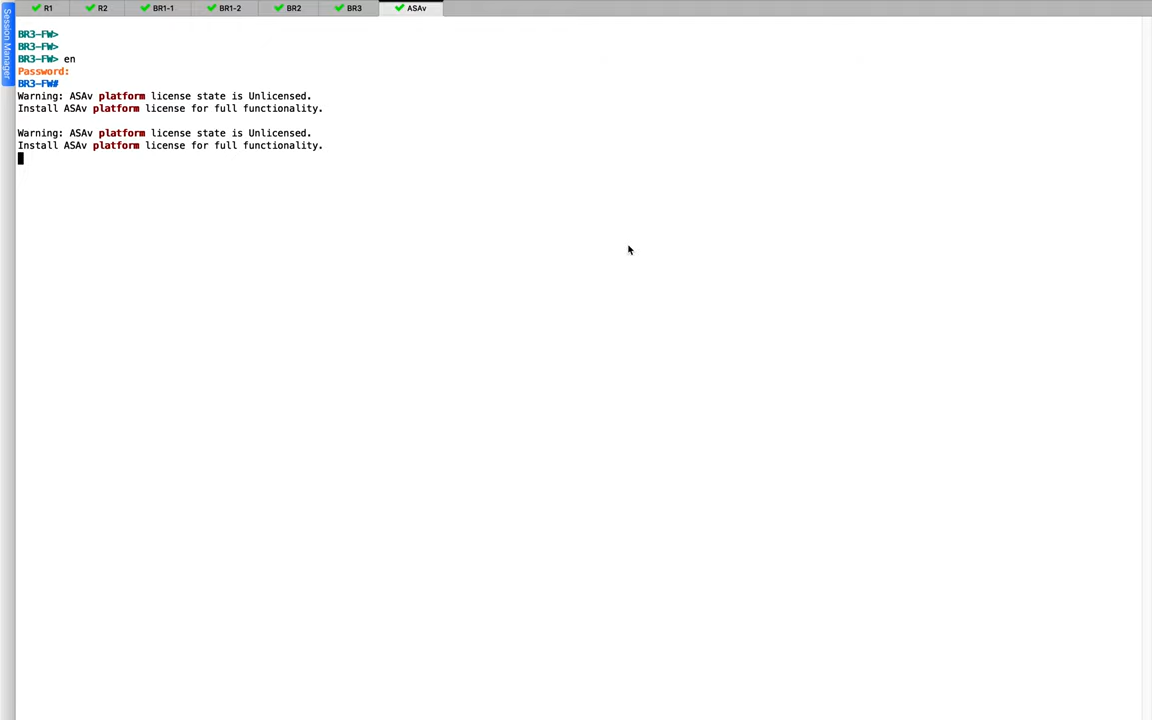 R1 R2 BR1-1 BR1-2 BR2 BR3 ASAv
Session Manager
BR3-FW>
BR3-FW>
BR3-FW> en
Password:
BR3-FW#
Warning: ASAv platform license state is Unlicensed.
Install ASAv platform license for full functionality.
Warning: ASAv platform license state is Unlicensed.
Install ASAv platform license for full functionality.